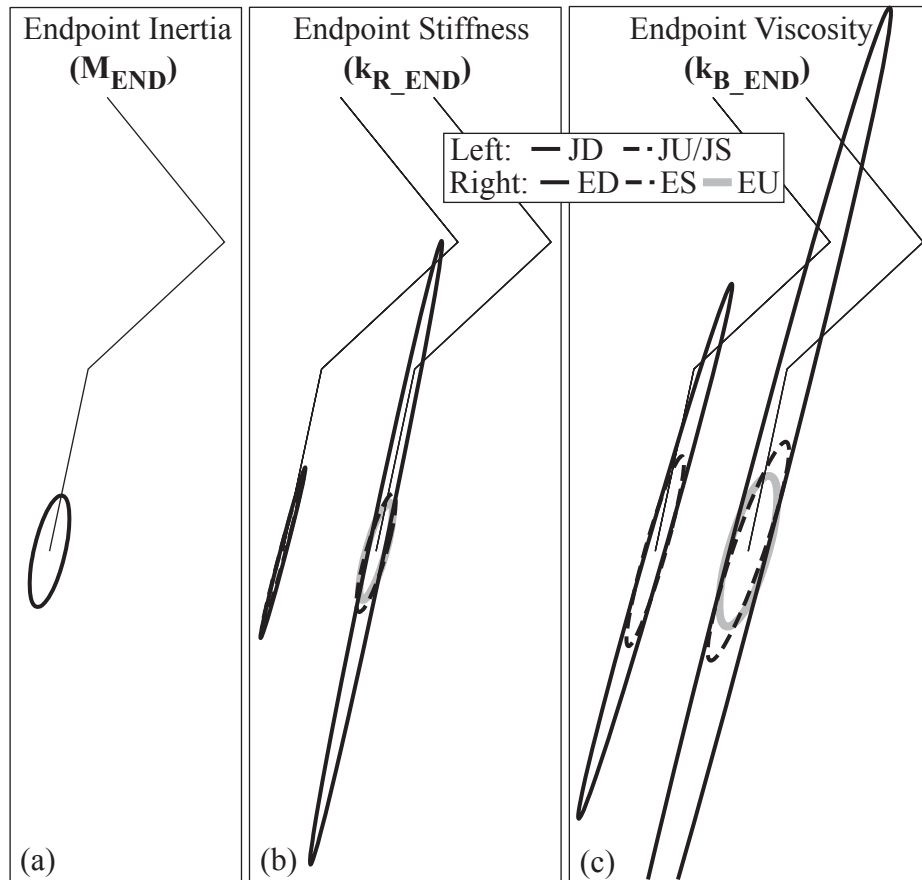 Endpoint Inertia
(M_END)
Endpoint Stiffness
(k_R_END)
Endpoint Viscosity
(k_B_END)
Left: JD JU/JS
Right: ED ES EU
(a)
(b)
(c)